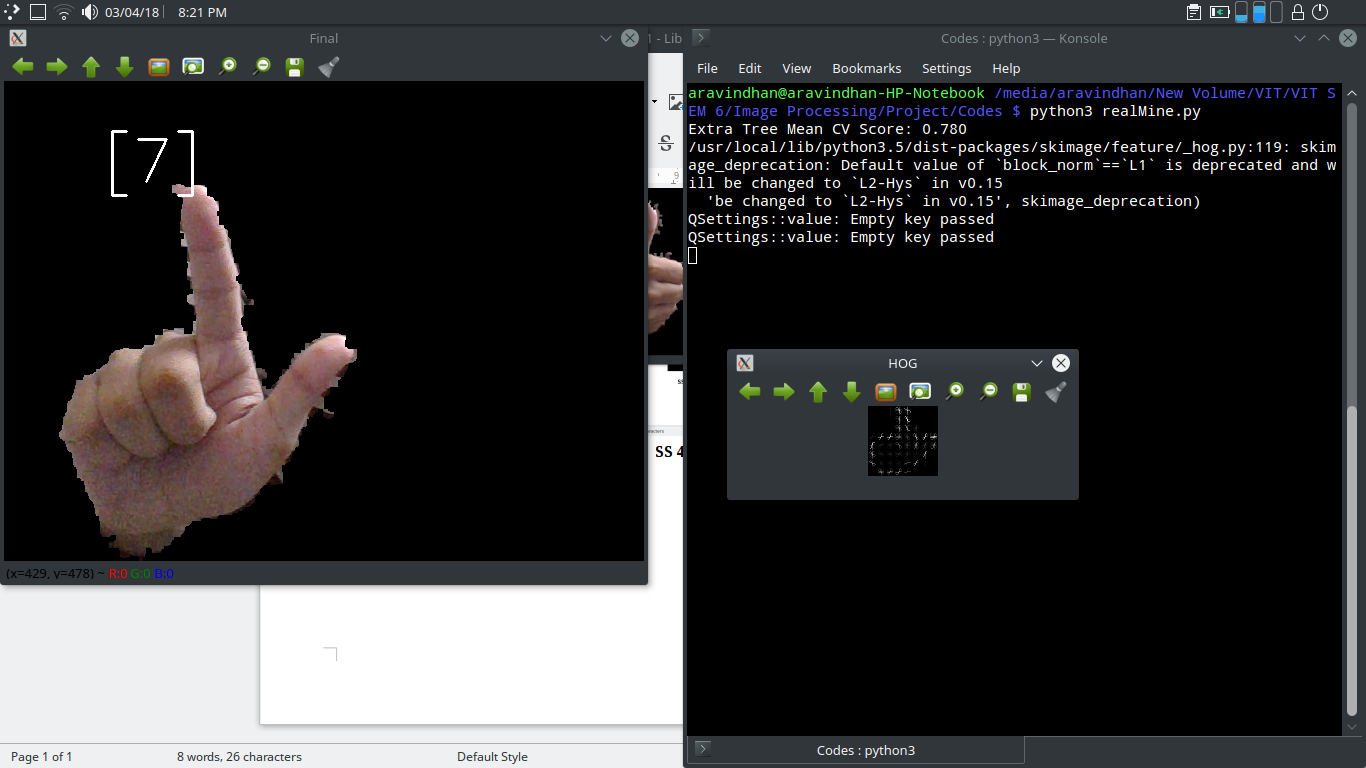 03/04/18 8:21 PM
Final
[7]
(x=429, y=478) ~ R:0 G:0 B:0
1 - Lib
9
SS 4
Page 1 of 1 8 words, 26 characters Default Style
Codes : python3 — Konsole
File Edit View Bookmarks Settings Help
aravindhan@aravindhan-HP-Notebook /media/aravindhan/New Volume/VIT/VIT S
EM 6/Image Processing/Project/Codes $ python3 realMine.py
Extra Tree Mean CV Score: 0.780
/usr/local/lib/python3.5/dist-packages/skimage/feature/_hog.py:119: skim
age_deprecation: Default value of `block_norm`==`L1` is deprecated and w
ill be changed to `L2-Hys` in v0.15
  'be changed to `L2-Hys` in v0.15', skimage_deprecation)
QSettings::value: Empty key passed
QSettings::value: Empty key passed
HOG
Codes : python3